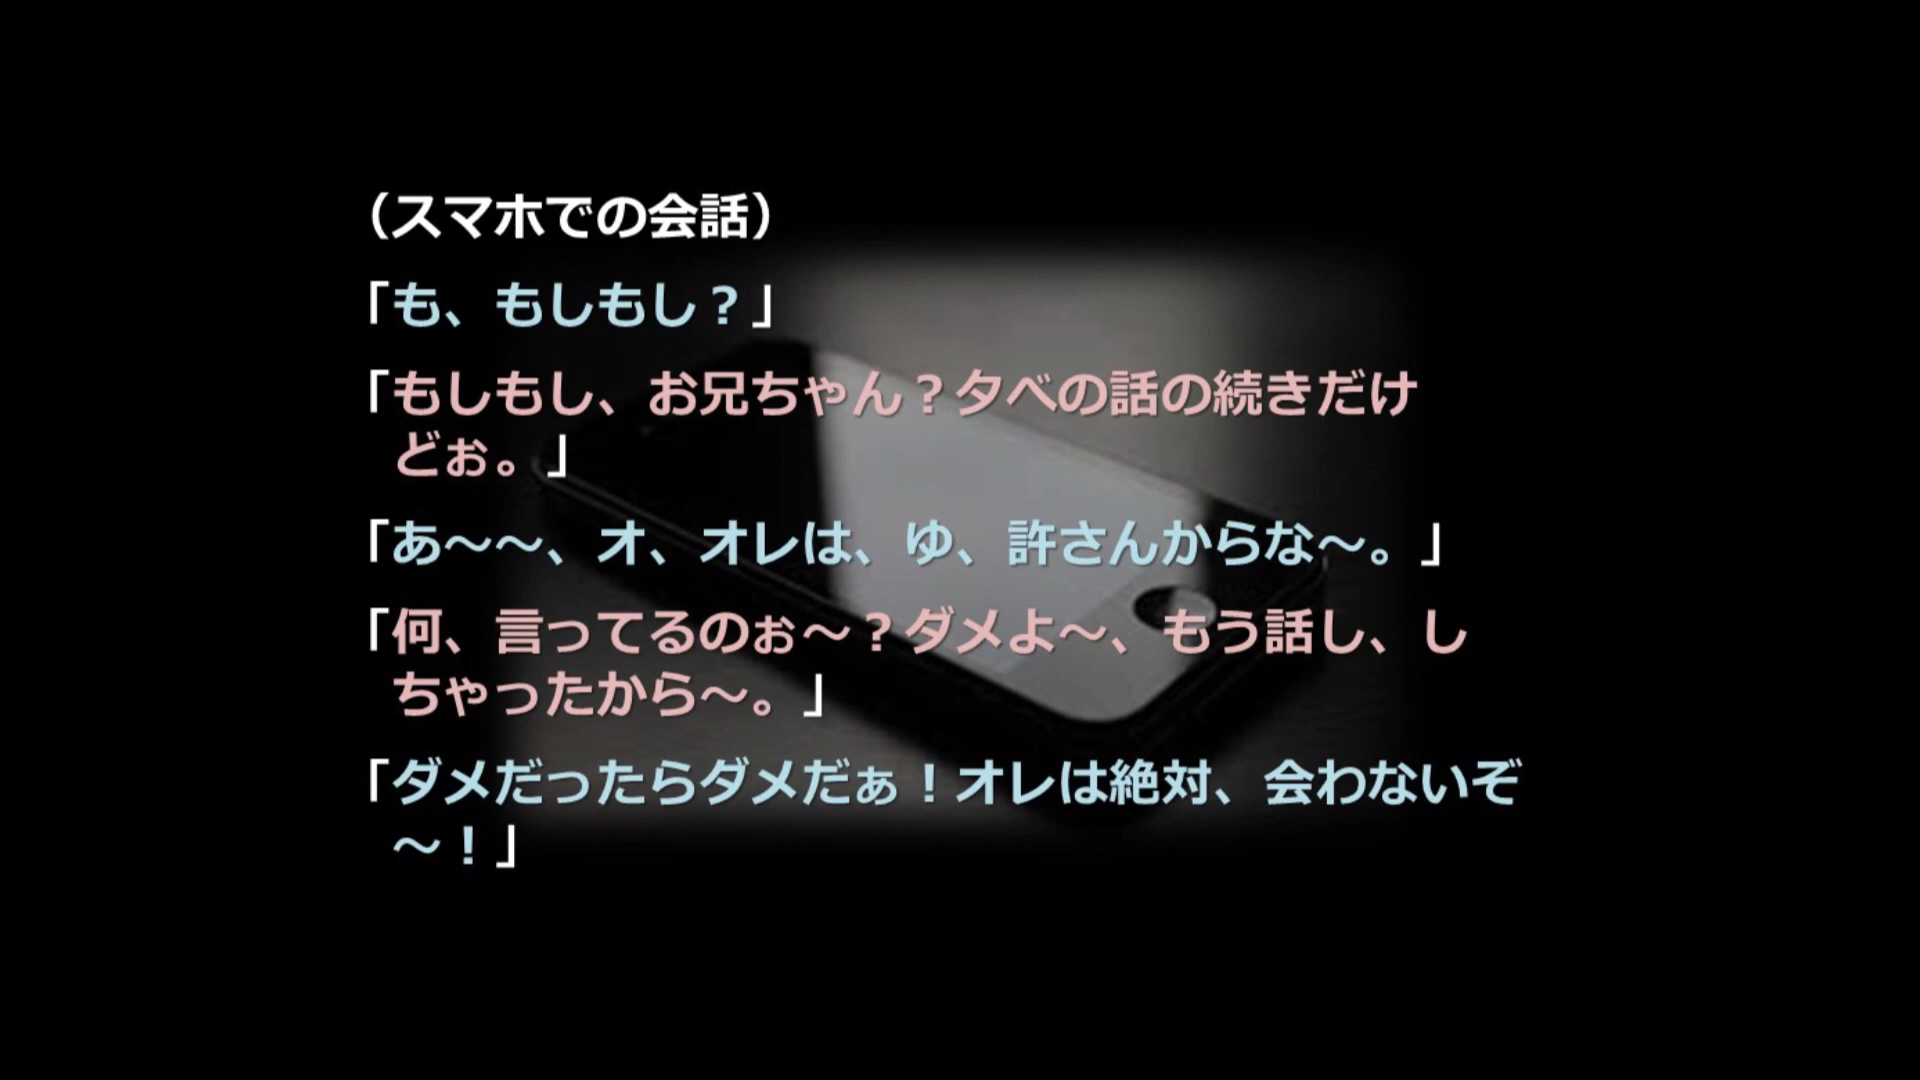 （スマホでの会話）
「も、もしもし？」
「もしもし、お兄ちゃん？夕べの話の続きだけ
どぉ。」
「あ～～、オ、オレは、ゆ、許さんからな～。」
「何、言ってるのぉ～？ダメよ～、もう話し、し
ちゃったから～。」
「ダメだったらダメだぁ！オレは絶対、会わないぞ
～！」